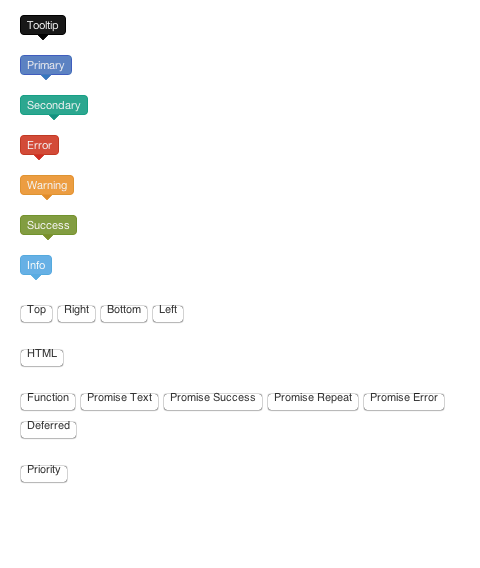 Tooltip
Primary
Secondary
Error
Warning
Success
Info
Top Right Bottom Left
HTML
Function Promise Text Promise Success Promise Repeat Promise Error
Deferred
Priority